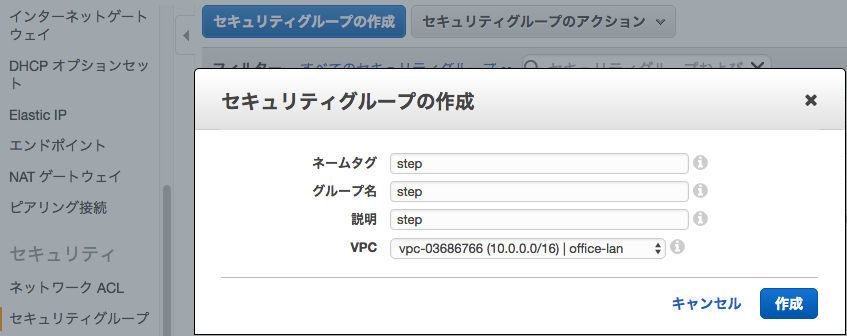 インターネットゲート
ウェイ
DHCP オプションセッ
ト
Elastic IP
エンドポイント
NAT ゲートウェイ
ピアリング接続
セキュリティ
ネットワーク ACL
セキュリティグループ
セキュリティグループの作成
セキュリティグループのアクション
フィルター すべてのセキュリティグループ
セキュリティグループおよび
セキュリティグループの作成
ネームタグ step
グループ名 step
説明 step
VPC vpc-03686766 (10.0.0.0/16) | office-lan
キャンセル 作成